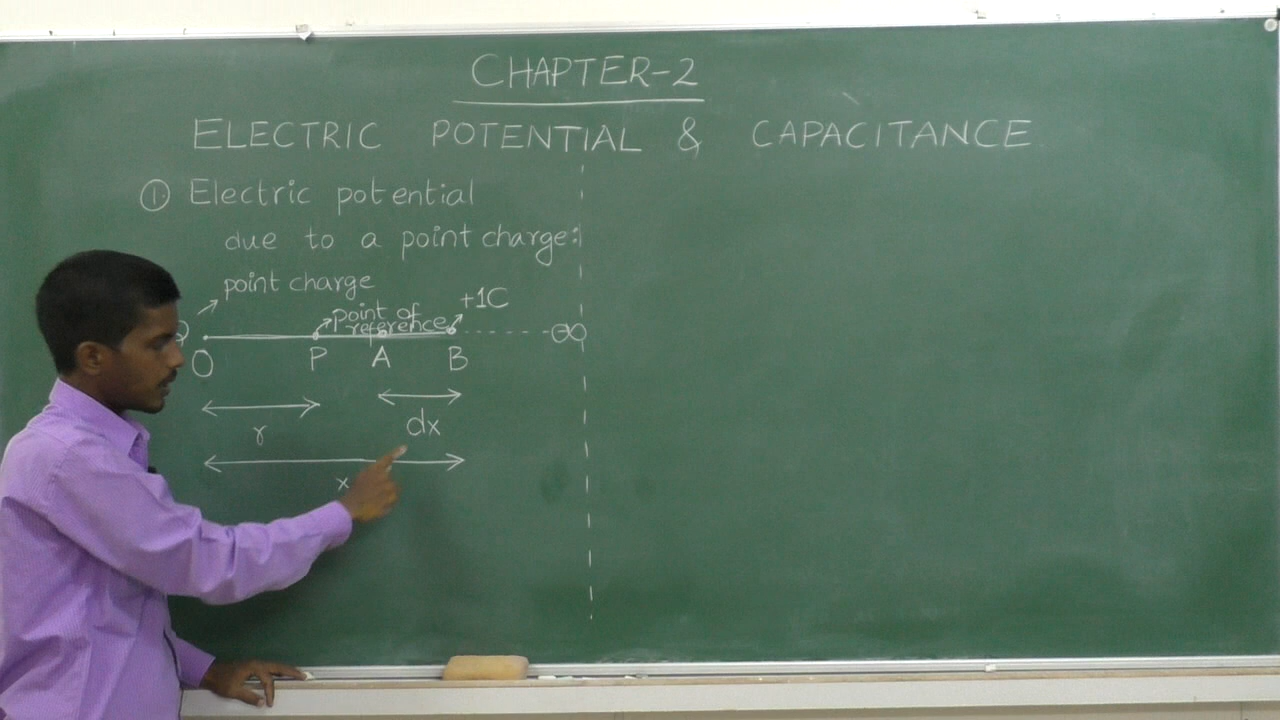 CHAPTER-2
ELECTRIC POTENTIAL & CAPACITANCE
① Electric potential
due to a point charge:
point charge
+1C
point of
reference
∞
O P A B
r
dx
x